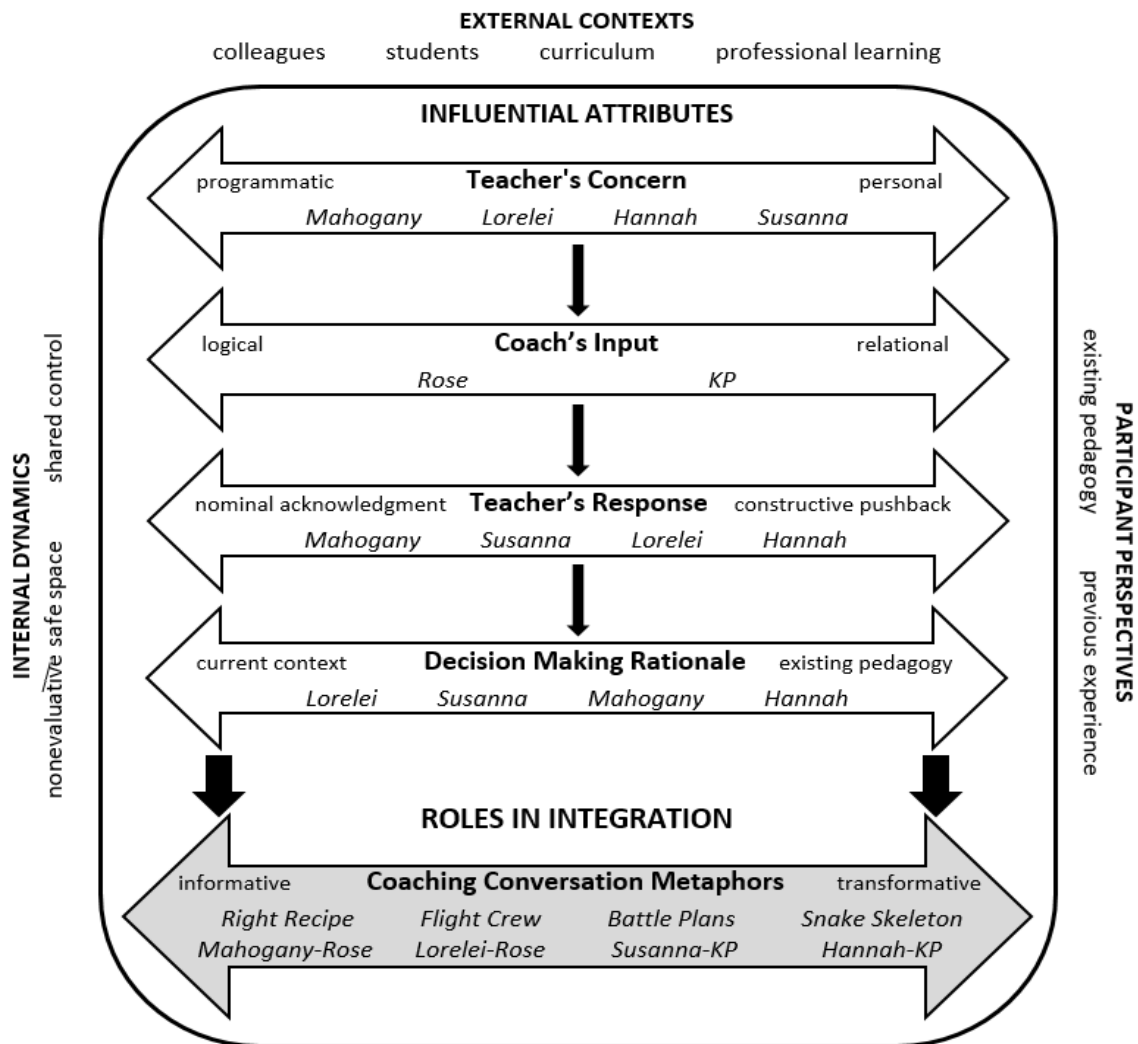 EXTERNAL CONTEXTS
colleagues students curriculum professional learning
INFLUENTIAL ATTRIBUTES
programmatic Teacher's Concern personal
Mahogany Lorelei Hannah Susanna
logical Coach’s Input relational
Rose KP
nominal acknowledgment Teacher’s Response constructive pushback
Mahogany Susanna Lorelei Hannah
current context Decision Making Rationale existing pedagogy
Lorelei Susanna Mahogany Hannah
ROLES IN INTEGRATION
informative Coaching Conversation Metaphors transformative
Right Recipe Flight Crew Battle Plans Snake Skeleton
Mahogany-Rose Lorelei-Rose Susanna-KP Hannah-KP
INTERNAL DYNAMICS
nonevaluative safe space shared control
PARTICIPANT PERSPECTIVES
existing pedagogy previous experience